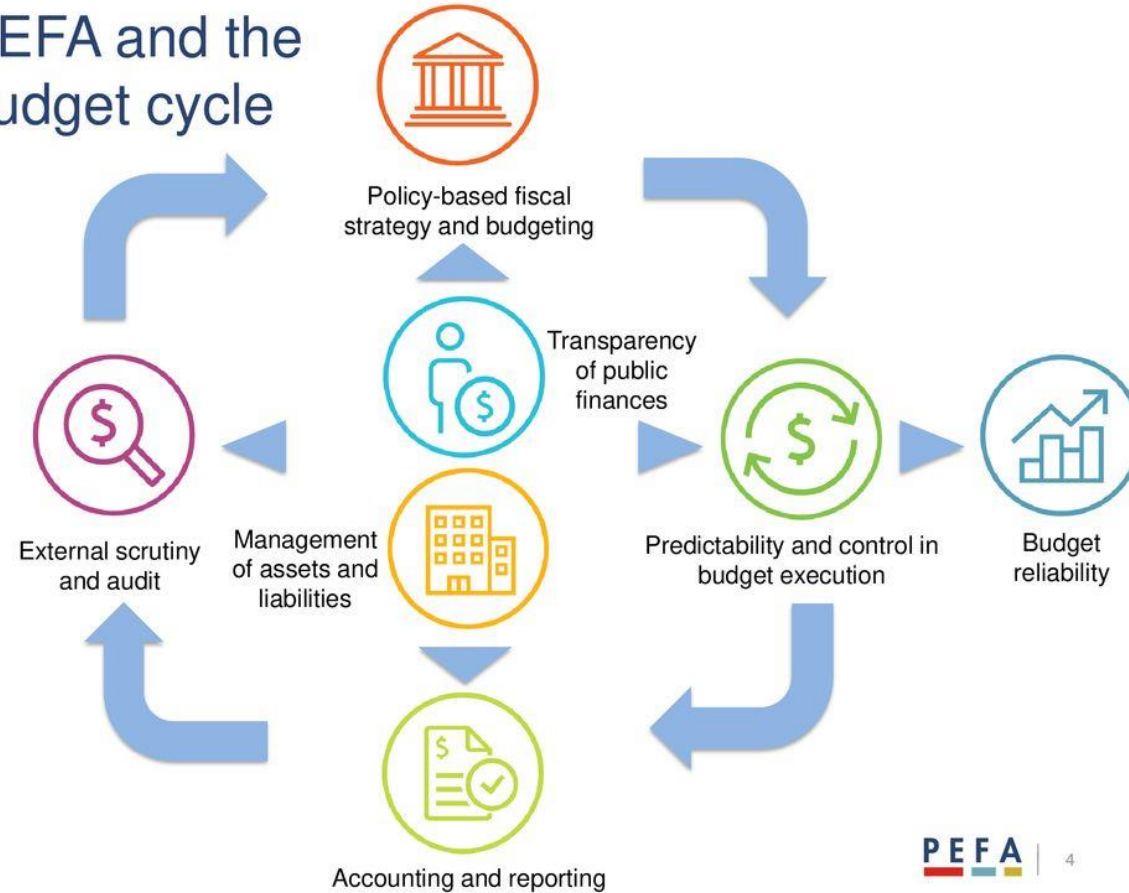 EFA and the
udget cycle
Policy-based fiscal
strategy and budgeting
Transparency
of public
finances
$
$
$
External scrutiny
and audit
Management
of assets and
liabilities
Predictability and control in
budget execution
Budget
reliability
$
Accounting and reporting
PEFA | 4